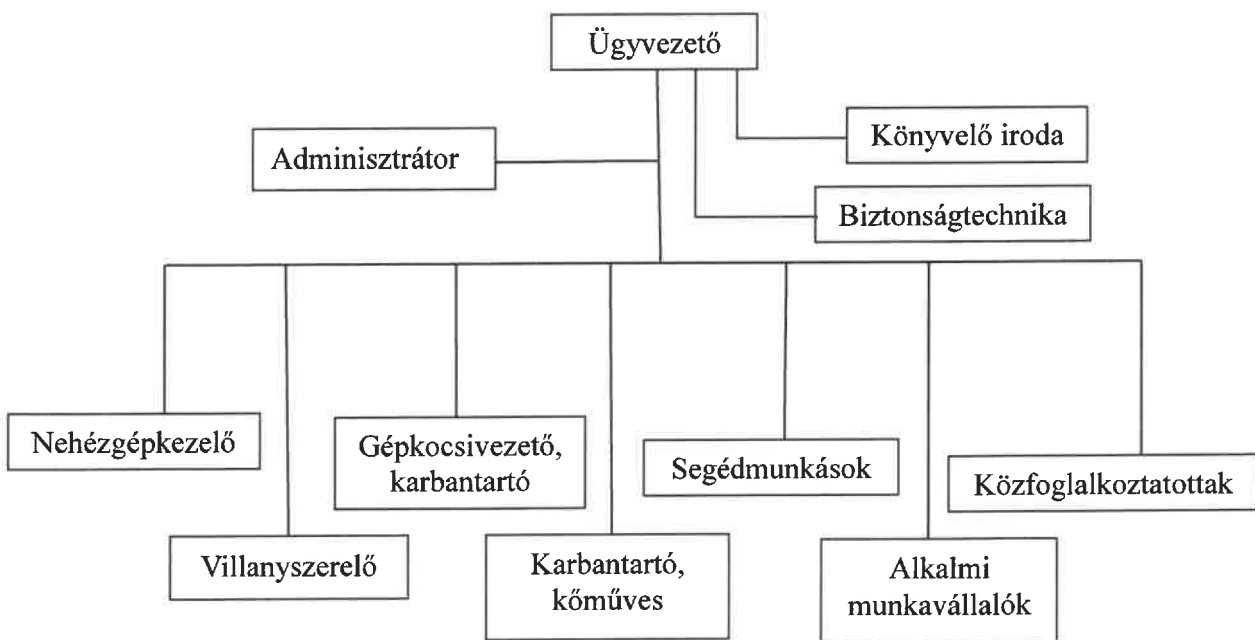 Ügyvezető
Könyvelő iroda
Adminisztrátor
Biztonságtechnika
Nehézgépkezelő
Gépkocsivezető,
karbantartó
Segédmunkások
Közfoglalkoztatottak
Villanyszerelő
Karbantartó,
kőműves
Alkalmi
munkavállalók